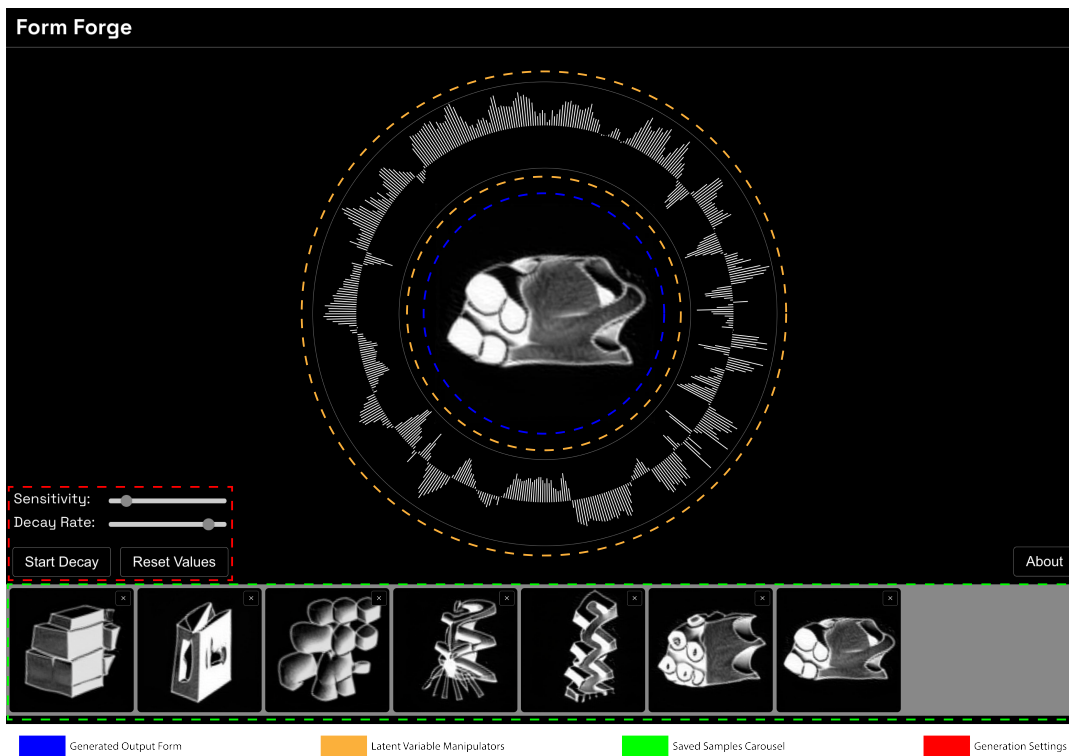 Form Forge
Sensitivity:
Decay Rate:
Start Decay
Reset Values
About
× × × × × × ×
Generated Output Form
Latent Variable Manipulators
Saved Samples Carousel
Generation Settings